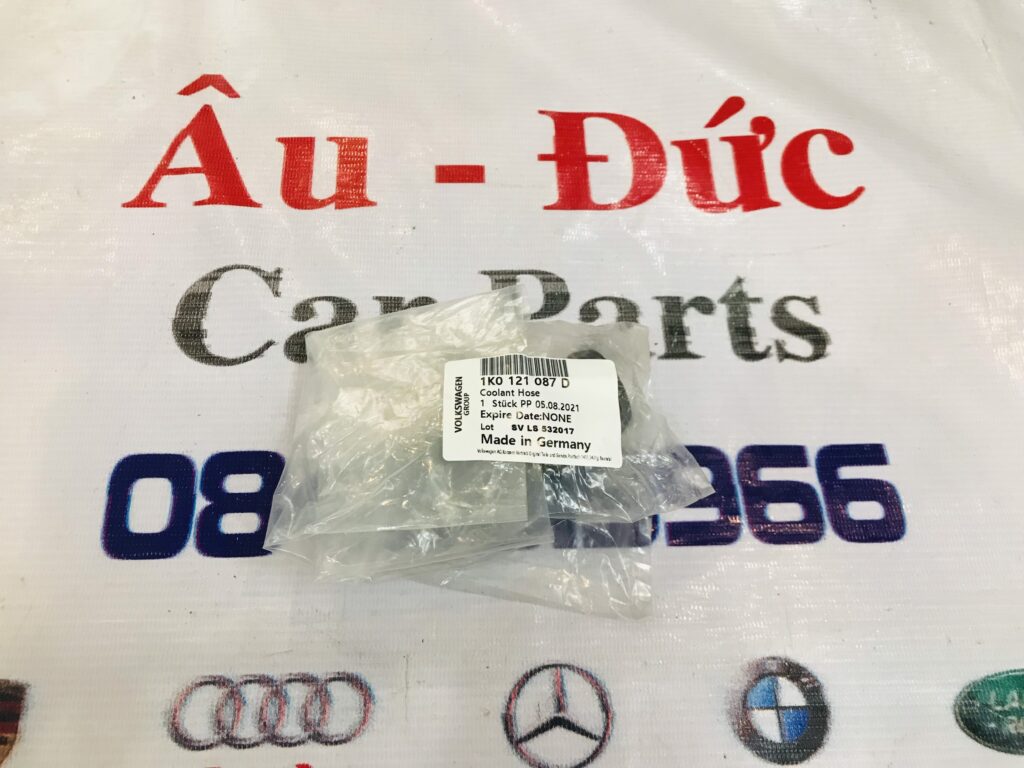 Âu - Đức
Car Parts
VOLKSWAGEN
GROUP
1K0 121 087 D
Coolant Hose
1 Stück PP 05.08.2021
Expire Date:NONE
Lot SV LS 532017
Made in Germany
08
966